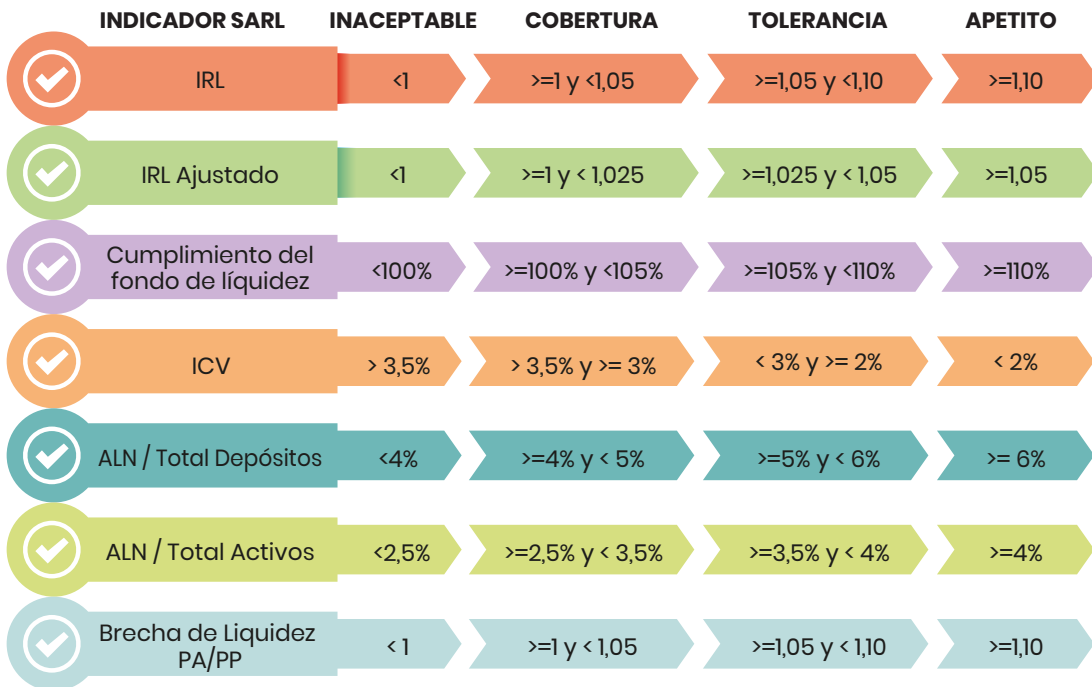 INDICADOR SARL INACEPTABLE COBERTURA TOLERANCIA APETITO
IRL <1 >=1 y <1,05 >=1,05 y <1,10 >=1,10
IRL Ajustado <1 >=1 y < 1,025 >=1,025 y < 1,05 >=1,05
Cumplimiento del
fondo de líquidez <100% >=100% y <105% >=105% y <110% >=110%
ICV > 3,5% > 3,5% y >= 3% < 3% y >= 2% < 2%
ALN / Total Depósitos <4% >=4% y < 5% >=5% y < 6% >= 6%
ALN / Total Activos <2,5% >=2,5% y < 3,5% >=3,5% y < 4% >=4%
Brecha de Liquidez
PA/PP < 1 >=1 y < 1,05 >=1,05 y < 1,10 >=1,10